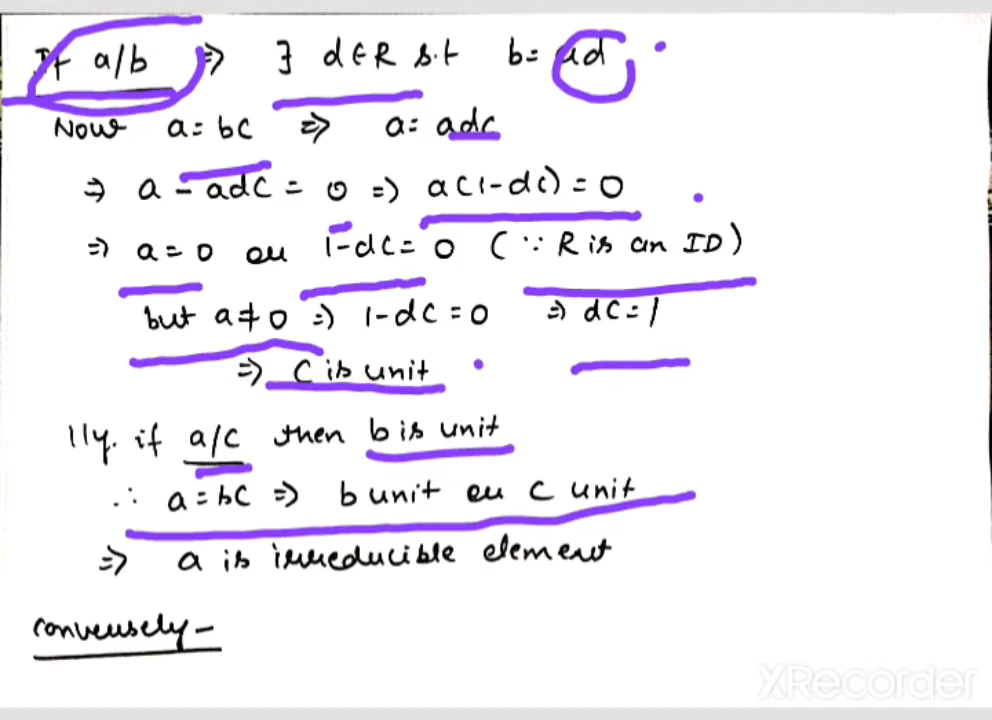 If a/b ⇒ ∃ d∈R s.t b= ad
Now a= bc ⇒ a= adc
⇒ a - adc = 0 ⇒ a(1-dc) = 0
⇒ a=0 or 1-dc= 0 (∵ R is an ID)
but a≠0 ⇒ 1-dc=0 ⇒ dc=1
⇒ C is unit
lly. if a/c then b is unit
∴ a=bc ⇒ b unit or c unit
⇒ a is irreducible element
conversely-
XRecorder